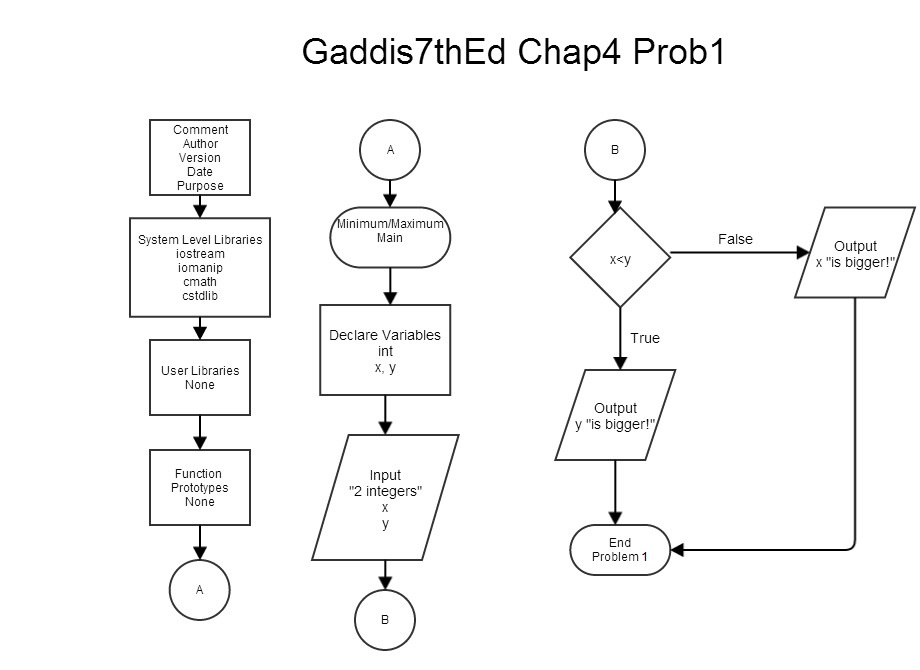 Gaddis7thEd Chap4 Prob1
Comment
Author
Version
Date
Purpose
System Level Libraries
iostream
iomanip
cmath
cstdlib
User Libraries
None
Function
Prototypes
None
A
A
Minimum/Maximum
Main
Declare Variables
int
x, y
Input
"2 integers"
x
y
B
B
x<y
False
Output
x "is bigger!"
True
Output
y "is bigger!"
End
Problem 1